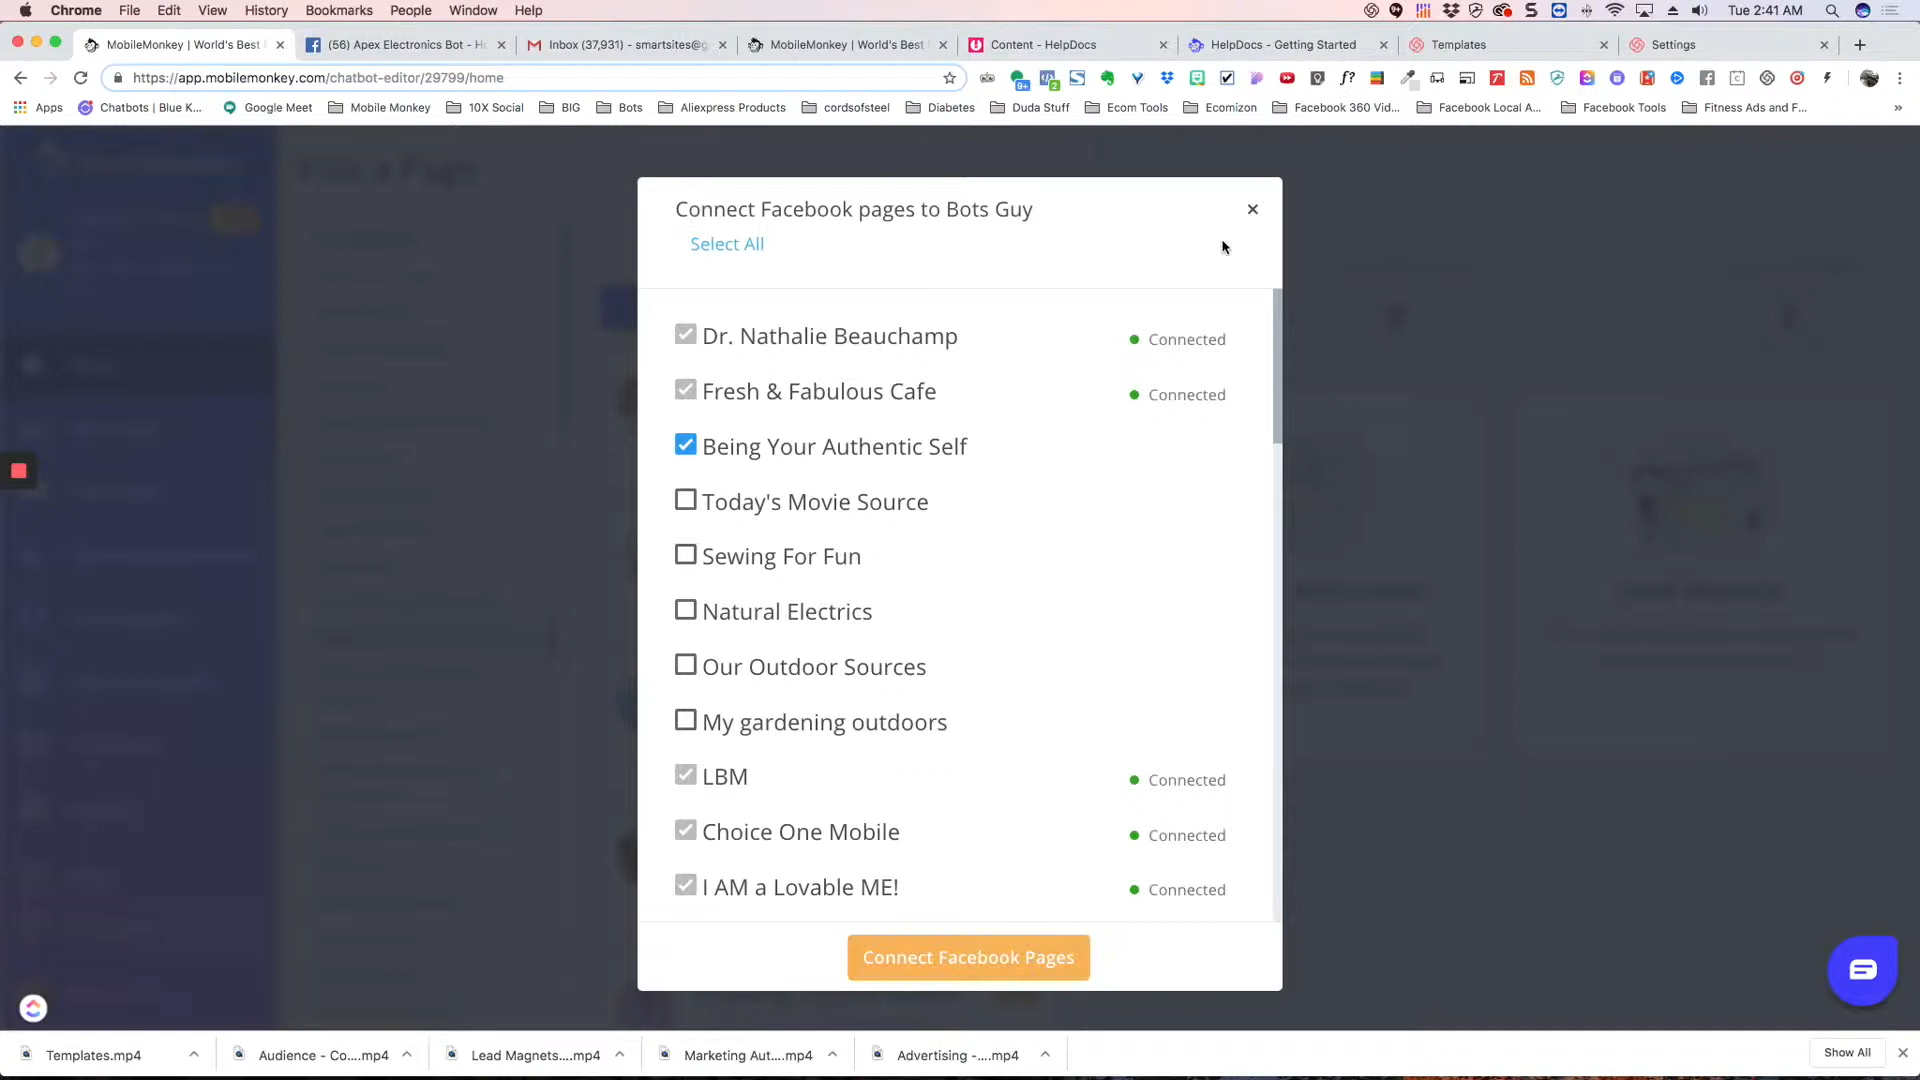 Chrome File Edit View History Bookmarks People Window Help Tue 2:41 AM
MobileMonkey | World's Best (56) Apex Electronics Bot - Ho Inbox (37,931) - smartsites@g MobileMonkey | World's Best Content - HelpDocs HelpDocs - Getting Started Templates Settings
https://app.mobilemonkey.com/chatbot-editor/29799/home
Apps Chatbots | Blue K... Google Meet Mobile Monkey 10X Social BIG Bots Aliexpress Products cordsofsteel Diabetes Duda Stuff Ecom Tools Ecomizon Facebook 360 Vid... Facebook Local A... Facebook Tools Fitness Ads and F... »
Pick a Page
Connect Facebook pages to Bots Guy
Select All
Dr. Nathalie Beauchamp Connected
Fresh & Fabulous Cafe Connected
Being Your Authentic Self
Today's Movie Source
Sewing For Fun
Natural Electrics
Our Outdoor Sources
My gardening outdoors
LBM Connected
Choice One Mobile Connected
I AM a Lovable ME! Connected
Connect Facebook Pages
Templates.mp4 Audience - Co....mp4 Lead Magnets....mp4 Marketing Aut....mp4 Advertising -....mp4 Show All